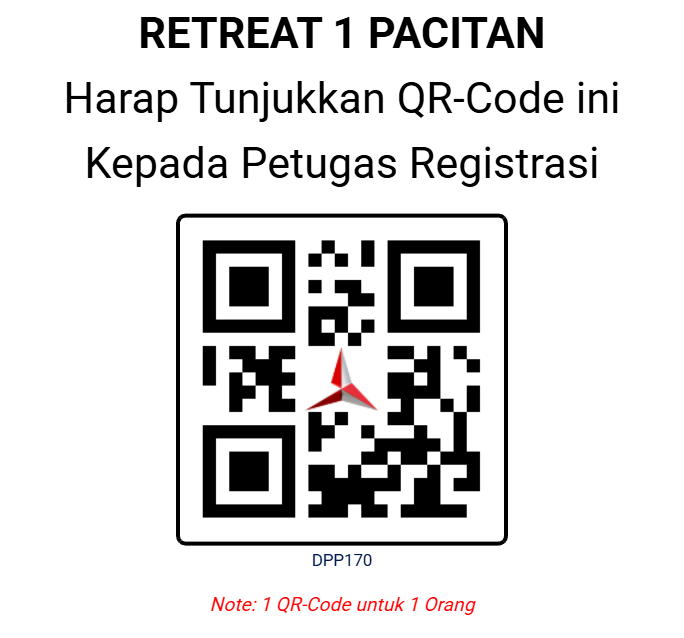 RETREAT 1 PACITAN
Harap Tunjukkan QR-Code ini
Kepada Petugas Registrasi
DPP170
Note: 1 QR-Code untuk 1 Orang